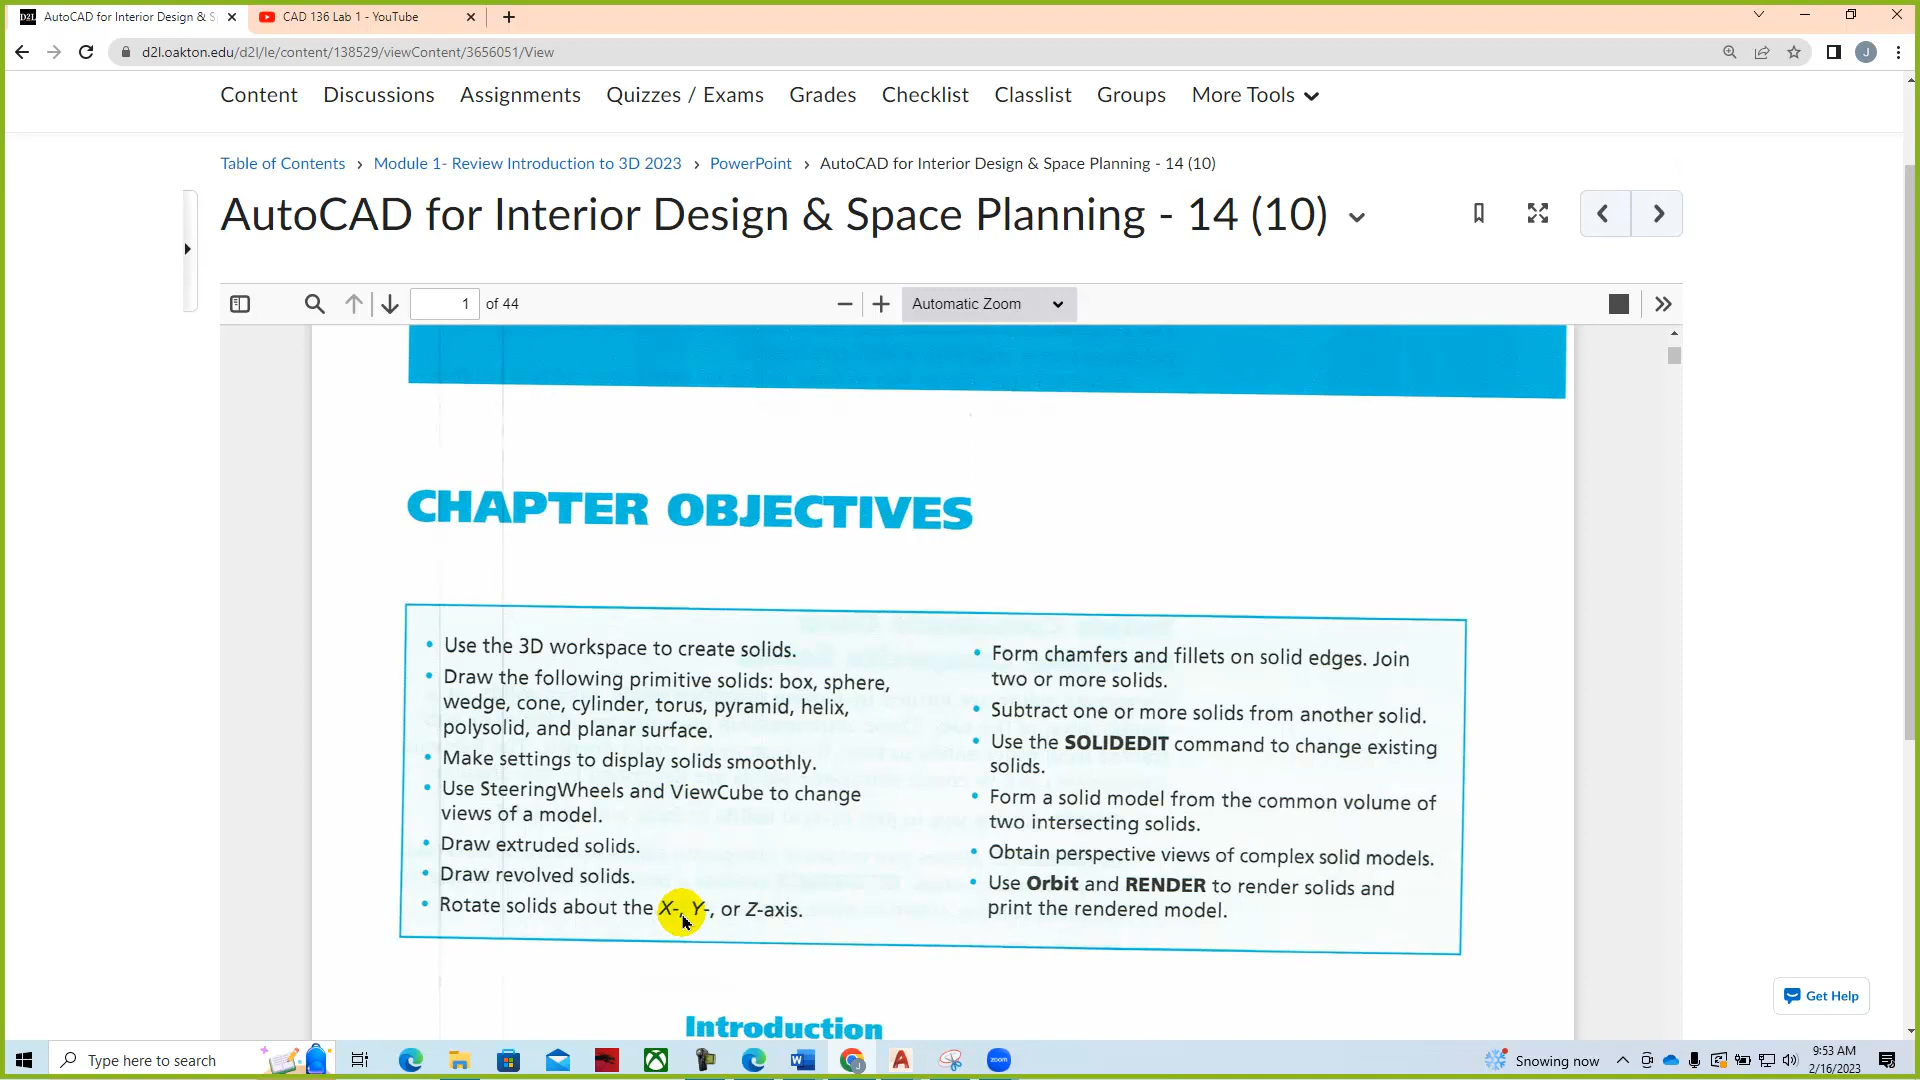 AutoCAD for Interior Design & S
CAD 136 Lab 1 - YouTube
d2l.oakton.edu/d2l/le/content/138529/viewContent/3656051/View
J
Content Discussions Assignments Quizzes / Exams Grades Checklist Classlist Groups More Tools
Table of Contents › Module 1- Review Introduction to 3D 2023 › PowerPoint › AutoCAD for Interior Design & Space Planning - 14 (10)
AutoCAD for Interior Design & Space Planning - 14 (10)
1 of 44
Automatic Zoom
CHAPTER OBJECTIVES
• Use the 3D workspace to create solids.
• Draw the following primitive solids: box, sphere,
wedge, cone, cylinder, torus, pyramid, helix,
polysolid, and planar surface.
• Make settings to display solids smoothly.
• Use SteeringWheels and ViewCube to change
views of a model.
• Draw extruded solids.
• Draw revolved solids.
• Rotate solids about the X-, Y-, or Z-axis.
• Form chamfers and fillets on solid edges. Join
two or more solids.
• Subtract one or more solids from another solid.
• Use the SOLIDEDIT command to change existing
solids.
• Form a solid model from the common volume of
two intersecting solids.
• Obtain perspective views of complex solid models.
• Use Orbit and RENDER to render solids and
print the rendered model.
Introduction
Get Help
Type here to search
zoom
Snowing now
9:53 AM
2/16/2023